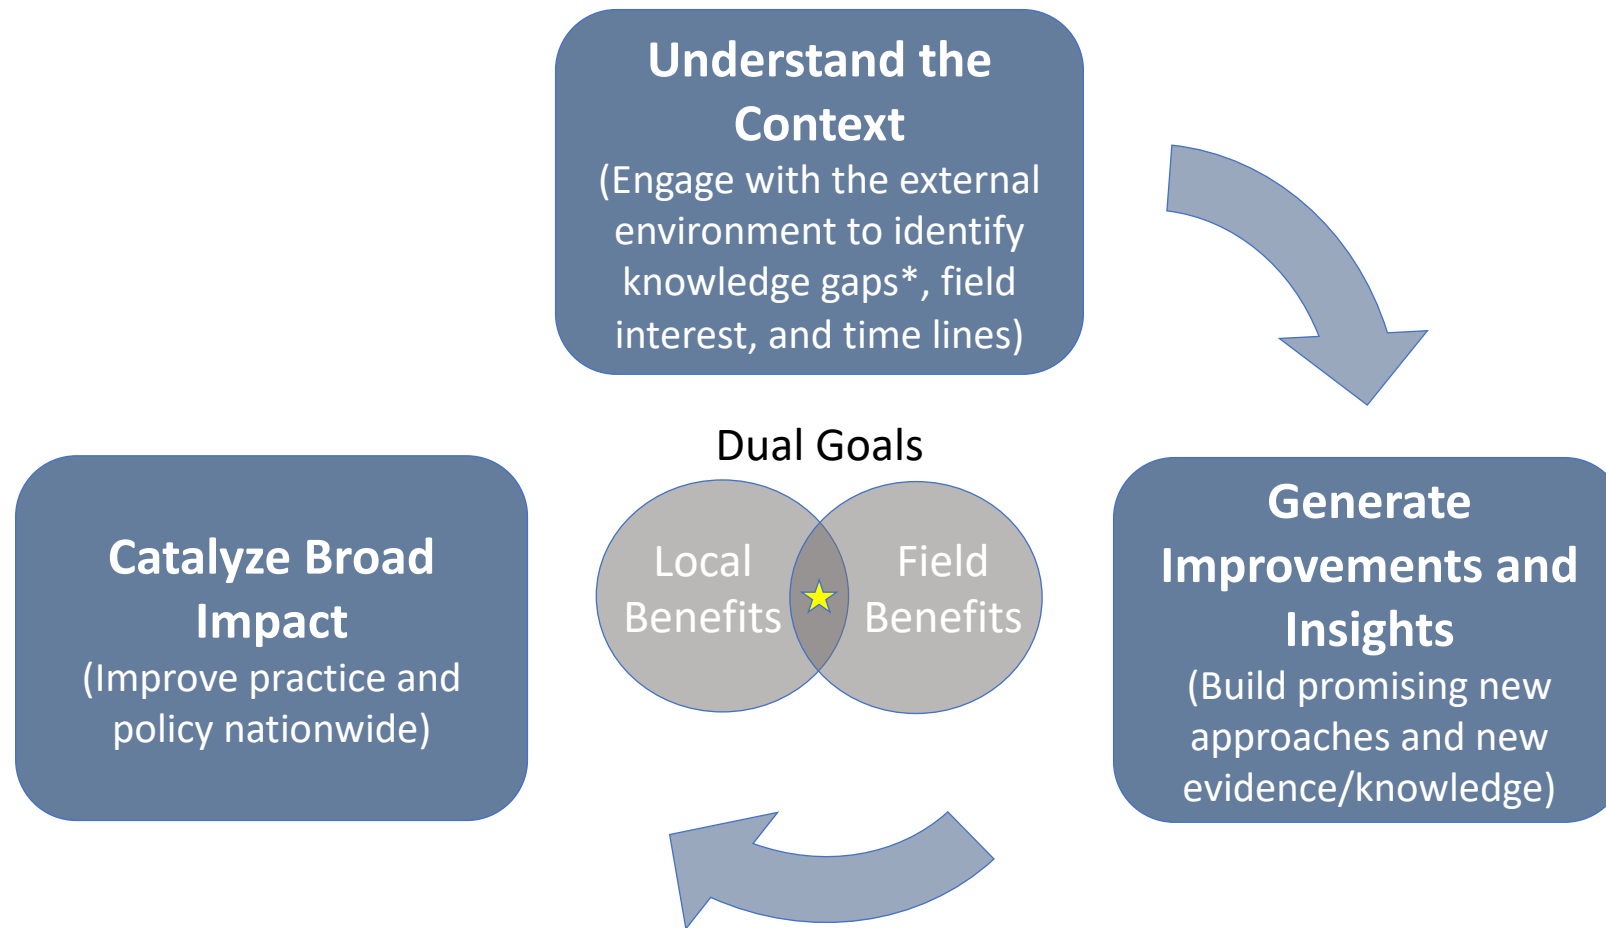 Understand the
Context
(Engage with the external
environment to identify
knowledge gaps*, field
interest, and time lines)
Dual Goals
Local
Benefits
Field
Benefits
Generate
Improvements and
Insights
(Build promising new
approaches and new
evidence/knowledge)
Catalyze Broad
Impact
(Improve practice and
policy nationwide)